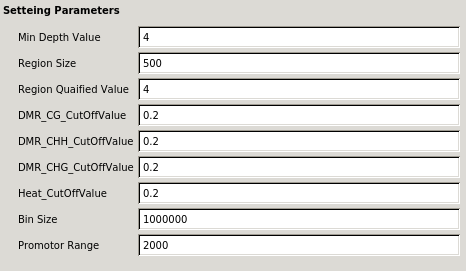 Setteing Parameters
Min Depth Value 4
Region Size 500
Region Quaified Value 4
DMR_CG_CutOffValue 0.2
DMR_CHH_CutOffValue 0.2
DMR_CHG_CutOffValue 0.2
Heat_CutOffValue 0.2
Bin Size 1000000
Promotor Range 2000